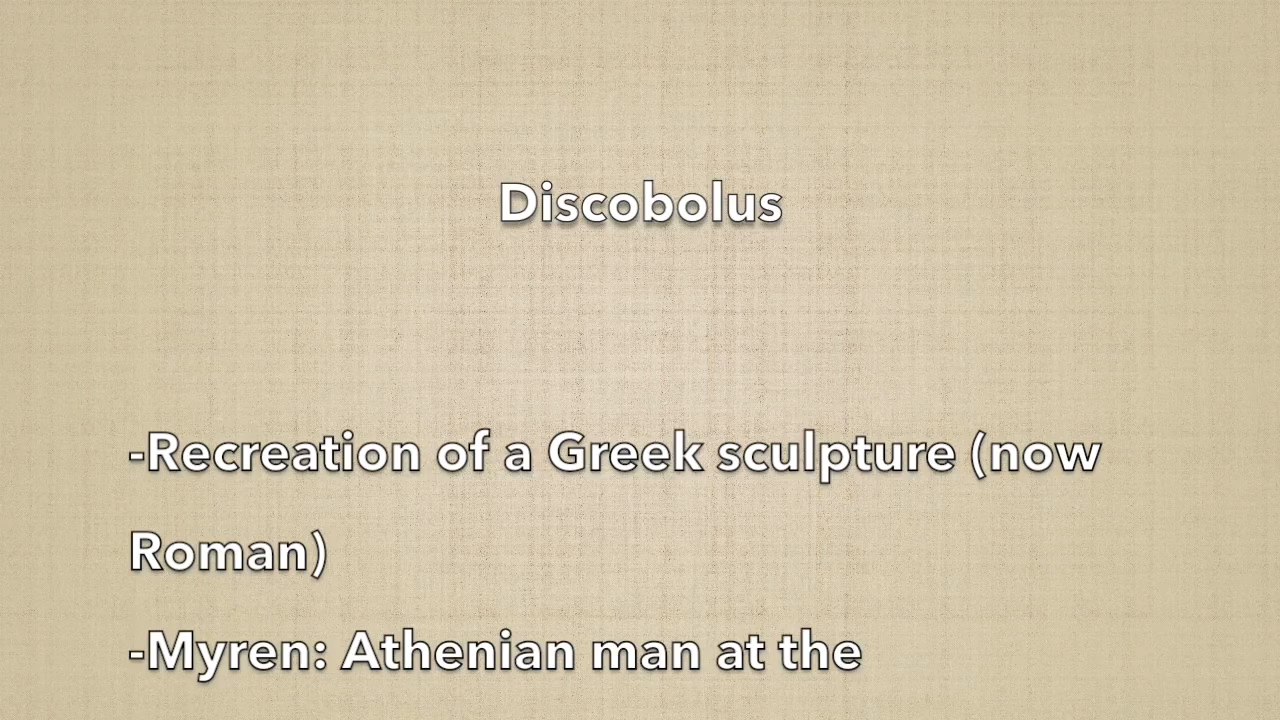 Discobolus
-Recreation of a Greek sculpture (now
Roman)
-Myren: Athenian man at the